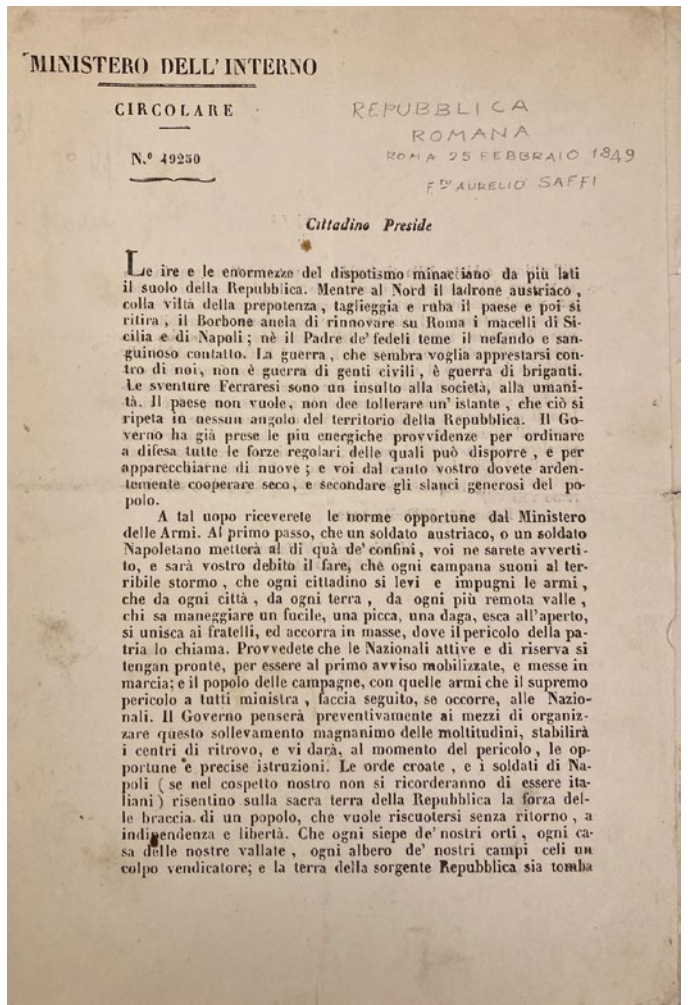 MINISTERO DELL' INTERNO
CIRCOLARE
N.º 49250
REPUBBLICA
ROMANA
ROMA 25 FEBBRAIO 1849
F.TO AURELIO SAFFI
Cittadino Preside
Le ire e le enormezze del dispotismo minacciano da più lati
il suolo della Repubblica. Mentre al Nord il ladrone austriaco,
colla viltà della prepotenza, taglieggia e ruba il paese e poi si
ritira, il Borbone anela di rinnovare su Roma i macelli di Si-
cilia e di Napoli; nè il Padre de' fedeli teme il nefando e san-
guinoso contatto. La guerra, che sembra voglia apprestarsi con-
tro di noi, non è guerra di genti civili, è guerra di briganti.
Le sventure Ferraresi sono un insulto alla società, alla umani-
tà. Il paese non vuole, non dee tollerare un' istante, che ciò si
ripeta in nessun angolo del territorio della Repubblica. Il Go-
verno ha già prese le piu energiche provvidenze per ordinare
a difesa tutte le forze regolari delle quali può disporre, e per
apparecchiarne di nuove; e voi dal canto vostro dovete arden-
temente cooperare seco, e secondare gli slanci generosi del po-
polo.
A tal uopo riceverete le norme opportune dal Ministero
delle Armi. Al primo passo, che un soldato austriaco, o un soldato
Napoletano metterà al di quà de' confini, voi ne sarete avverti-
to, e sarà vostro debito il fare, chè ogni campana suoni al ter-
ribile stormo, che ogni cittadino si levi e impugni le armi,
che da ogni città, da ogni terra, da ogni più remota valle,
chi sa maneggiare un fucile, una picca, una daga, esca all'aperto,
si unisca ai fratelli, ed accorra in masse, dove il pericolo della pa-
tria lo chiama. Provvedete che le Nazionali attive e di riserva si
tengan pronte, per essere al primo avviso mobilizzate, e messe in
marcia; e il popolo delle campagne, con quelle armi che il supremo
pericolo a tutti ministra, faccia seguito, se occorre, alle Nazio-
nali. Il Governo penserà preventivamente ai mezzi di organiz-
zare questo sollevamento magnanimo delle moltitudini, stabilirà
i centri di ritrovo, e vi darà, al momento del pericolo, le op-
portune e precise istruzioni. Le orde croate, e i soldati di Na-
poli (se nel cospetto nostro non si ricorderanno di essere ita-
liani) risentino sulla sacra terra della Repubblica la forza del-
le braccia di un popolo, che vuole riscuotersi senza ritorno, a
indipendenza e libertà. Che ogni siepe de' nostri orti, ogni ca-
sa delle nostre vallate, ogni albero de' nostri campi celi un
colpo vendicatore; e la terra della sorgente Repubblica sia tomba